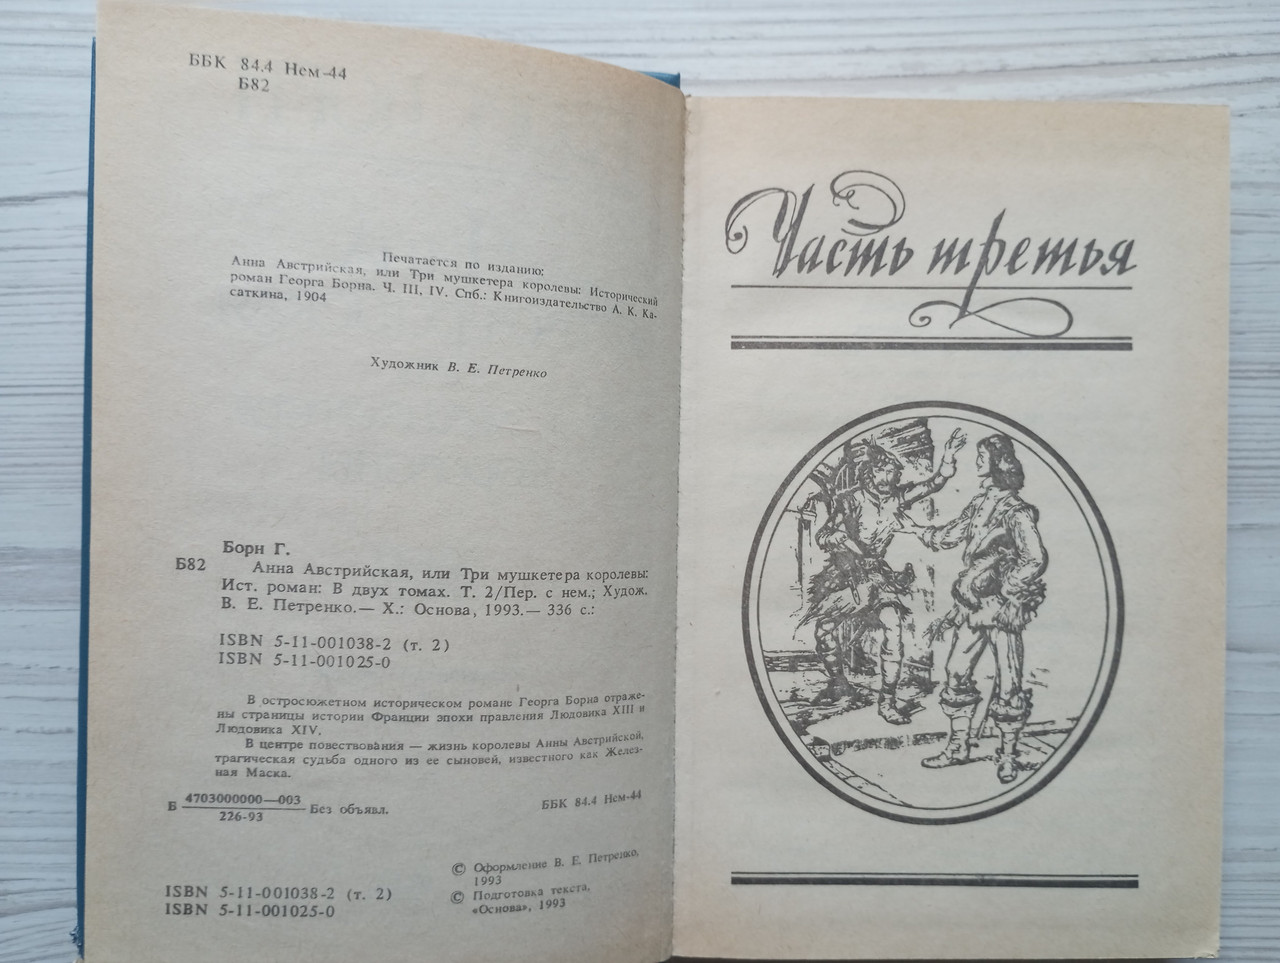 ББК 84.4 Нем-44
Б82
Печатается по изданию:
Анна Австрийская, или Три мушкетера королевы: Исторический
роман Георга Борна. Ч. III, IV. Спб.: Книгоиздательство А. К. Ка-
саткина, 1904
Художник В. Е. Петренко
Борн Г.
Б82 Анна Австрийская, или Три мушкетера королевы:
Ист. роман: В двух томах. Т. 2/Пер. с нем.; Худож.
В. Е. Петренко.— Х.: Основа, 1993.— 336 с.:
ISBN 5-11-001038-2 (т. 2)
ISBN 5-11-001025-0
В остросюжетном историческом романе Георга Борна отраже-
ны страницы истории Франции эпохи правления Людовика XIII и
Людовика XIV.
В центре повествования — жизнь королевы Анны Австрийской,
трагическая судьба одного из ее сыновей, известного как Желез-
ная Маска.
Б 4703000000—003
226-93 Без объявл.
ББК 84.4 Нем-44
ISBN 5-11-001038-2 (т. 2)
ISBN 5-11-001025-0
© Оформление В. Е. Петренко,
1993
© Подготовка текста,
«Основа», 1993
Часть третья